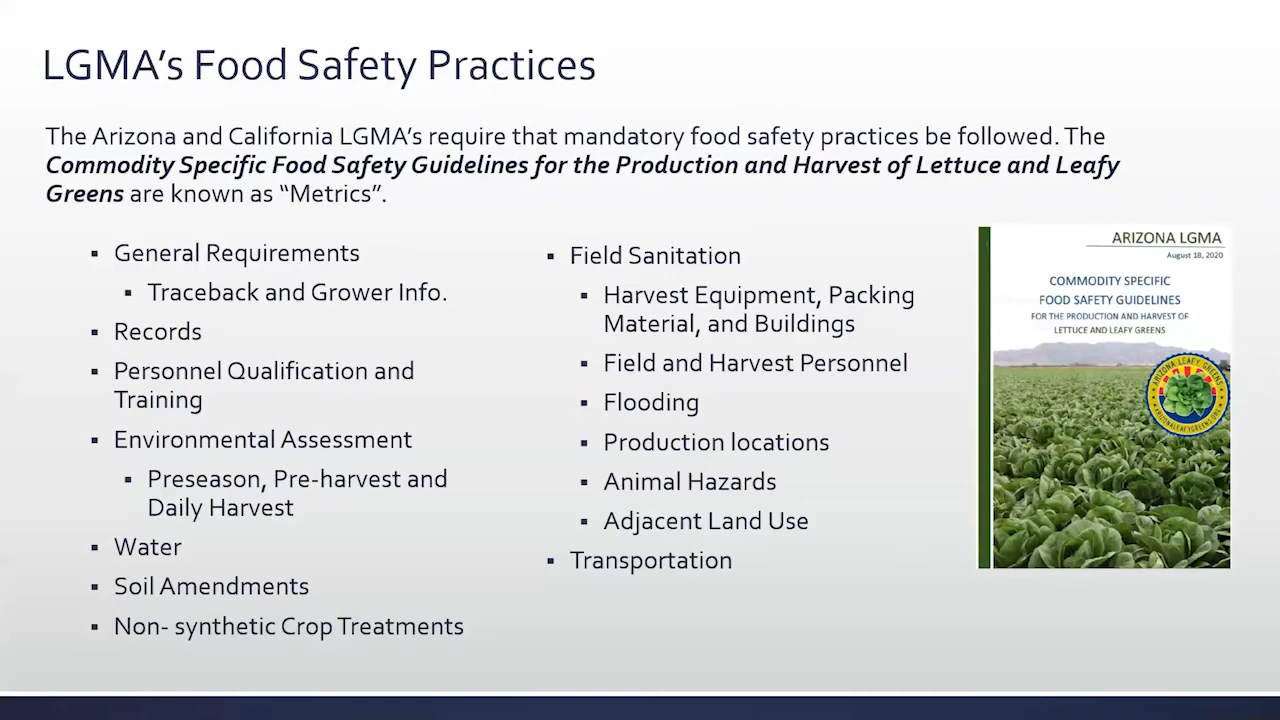 LGMA's Food Safety Practices
The Arizona and California LGMA's require that mandatory food safety practices be followed. The
Commodity Specific Food Safety Guidelines for the Production and Harvest of Lettuce and Leafy
Greens are known as "Metrics".
General Requirements
Traceback and Grower Info.
Records
Personnel Qualification and
Training
Environmental Assessment
Preseason, Pre-harvest and
Daily Harvest
Water
Soil Amendments
Non- synthetic Crop Treatments
Field Sanitation
Harvest Equipment, Packing
Material, and Buildings
Field and Harvest Personnel
Flooding
Production locations
Animal Hazards
Adjacent Land Use
Transportation
ARIZONA LGMA
August 18, 2020
COMMODITY SPECIFIC
FOOD SAFETY GUIDELINES
FOR THE PRODUCTION AND HARVEST OF
LETTUCE AND LEAFY GREENS
ARIZONA LEAFY GREENS
ARIZONALEAFYGREENS.ORG